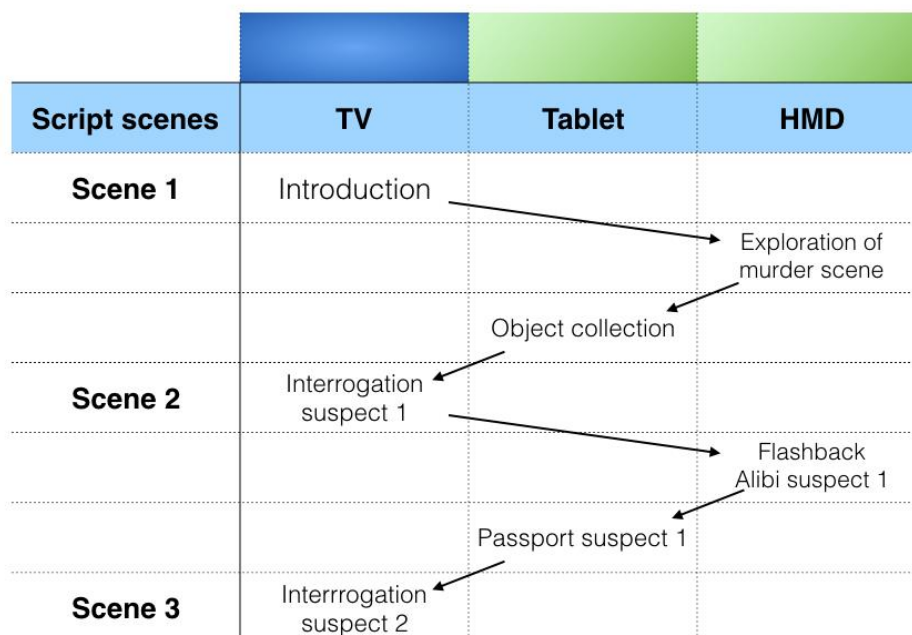 Script scenes TV Tablet HMD
Scene 1 Introduction
Exploration of
murder scene
Object collection
Scene 2 Interrogation
suspect 1
Flashback
Alibi suspect 1
Passport suspect 1
Scene 3 Interrrogation
suspect 2